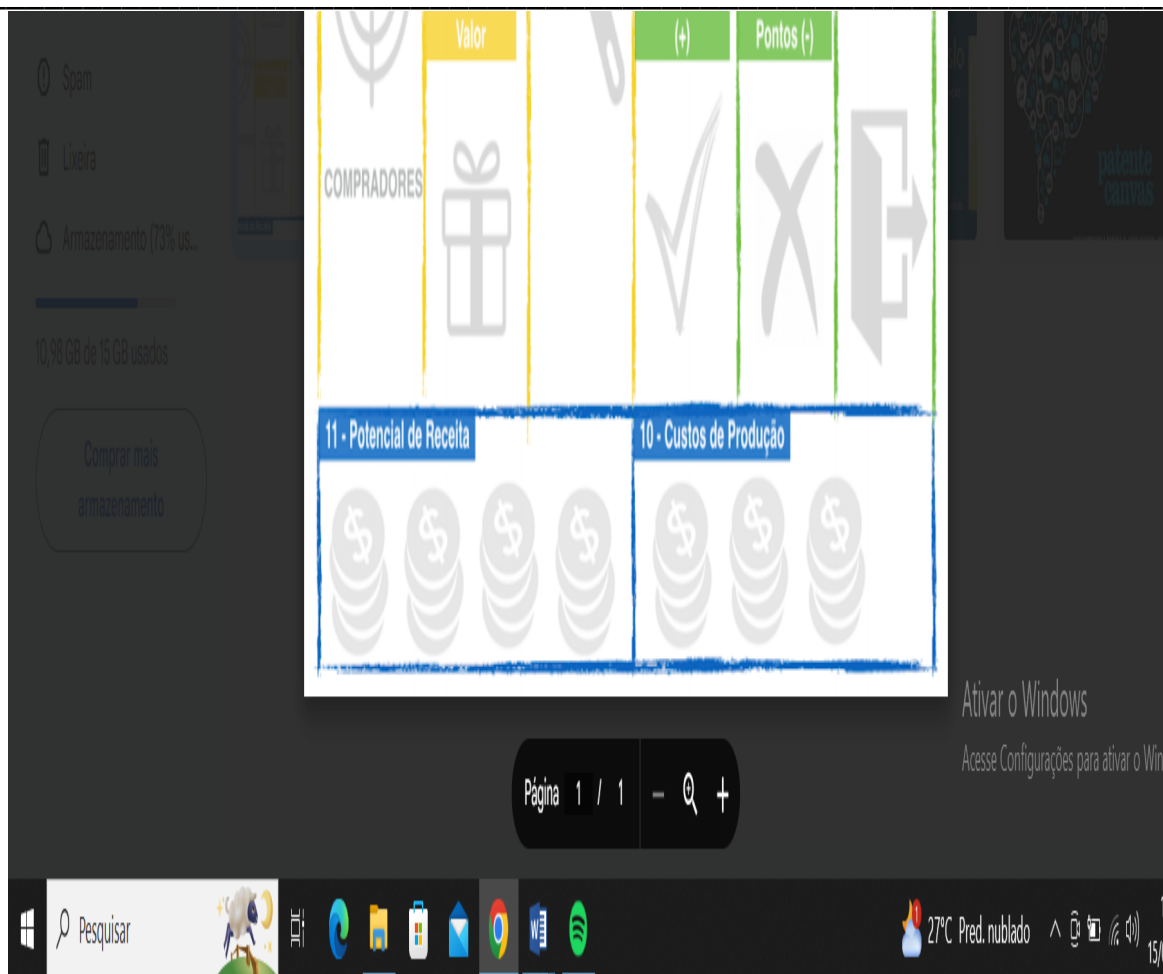 Spam
Lixeira
Armazenamento (73% us...
10,98 GB de 15 GB usados
Comprar mais
armazenamento
Valor
(+)
Pontos (-)
COMPRADORES
11 - Potencial de Receita
10 - Custos de Produção
patente
canvas
Página 1 / 1
Ativar o Windows
Acesse Configurações para ativar o Win
Pesquisar
27°C Pred. nublado
15/0